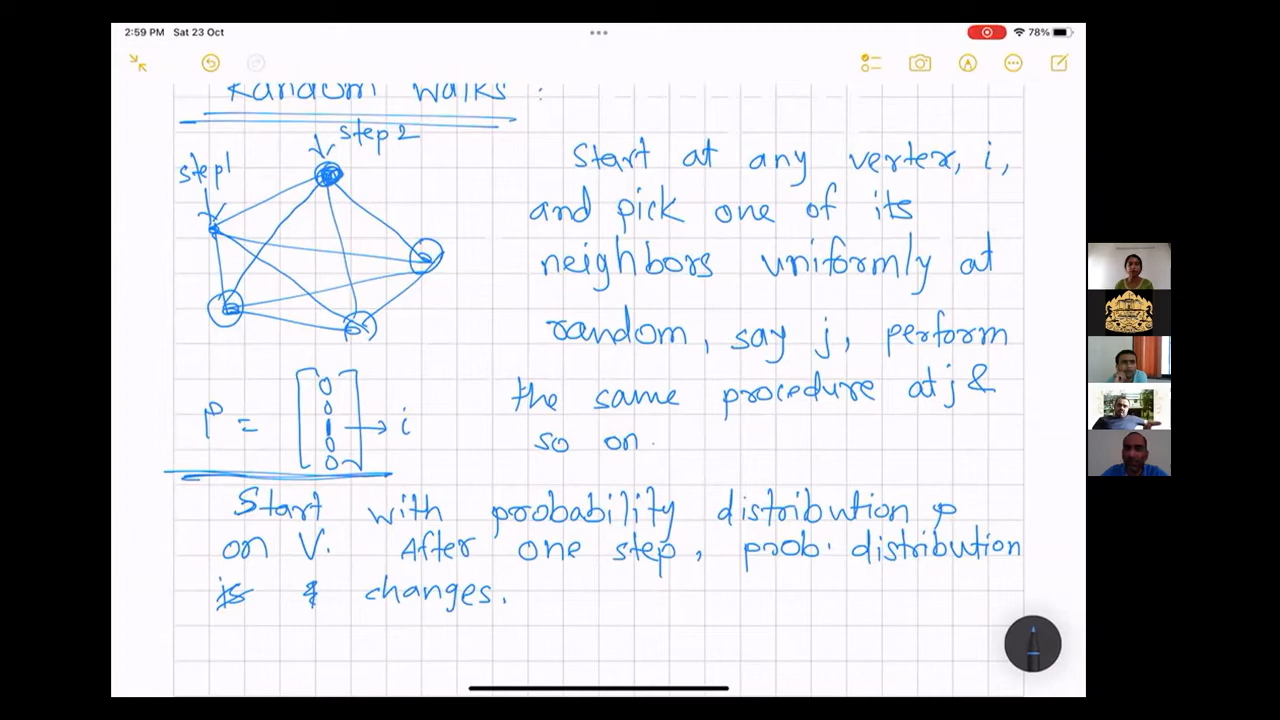 2:59 PM Sat 23 Oct
78%
Random walks :
step 2
step 1
Start at any vertex, i,
and pick one of its
neighbors uniformly at
random, say j, perform
the same procedure at j &
so on.
P = [0 0 1 0 0] → i
Start with probability distribution p
on V. After one step, prob. distribution
is changes.